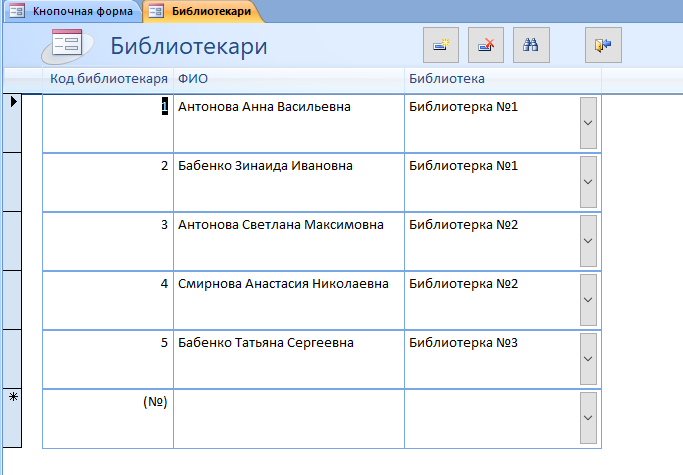 Кнопочная форма Библиотекари
Библиотекари
Код библиотекаря ФИО Библиотека
1 Антонова Анна Васильевна Библиотерка №1
2 Бабенко Зинаида Ивановна Библиотерка №1
3 Антонова Светлана Максимовна Библиотерка №2
4 Смирнова Анастасия Николаевна Библиотерка №2
5 Бабенко Татьяна Сергеевна Библиотерка №3
(№)